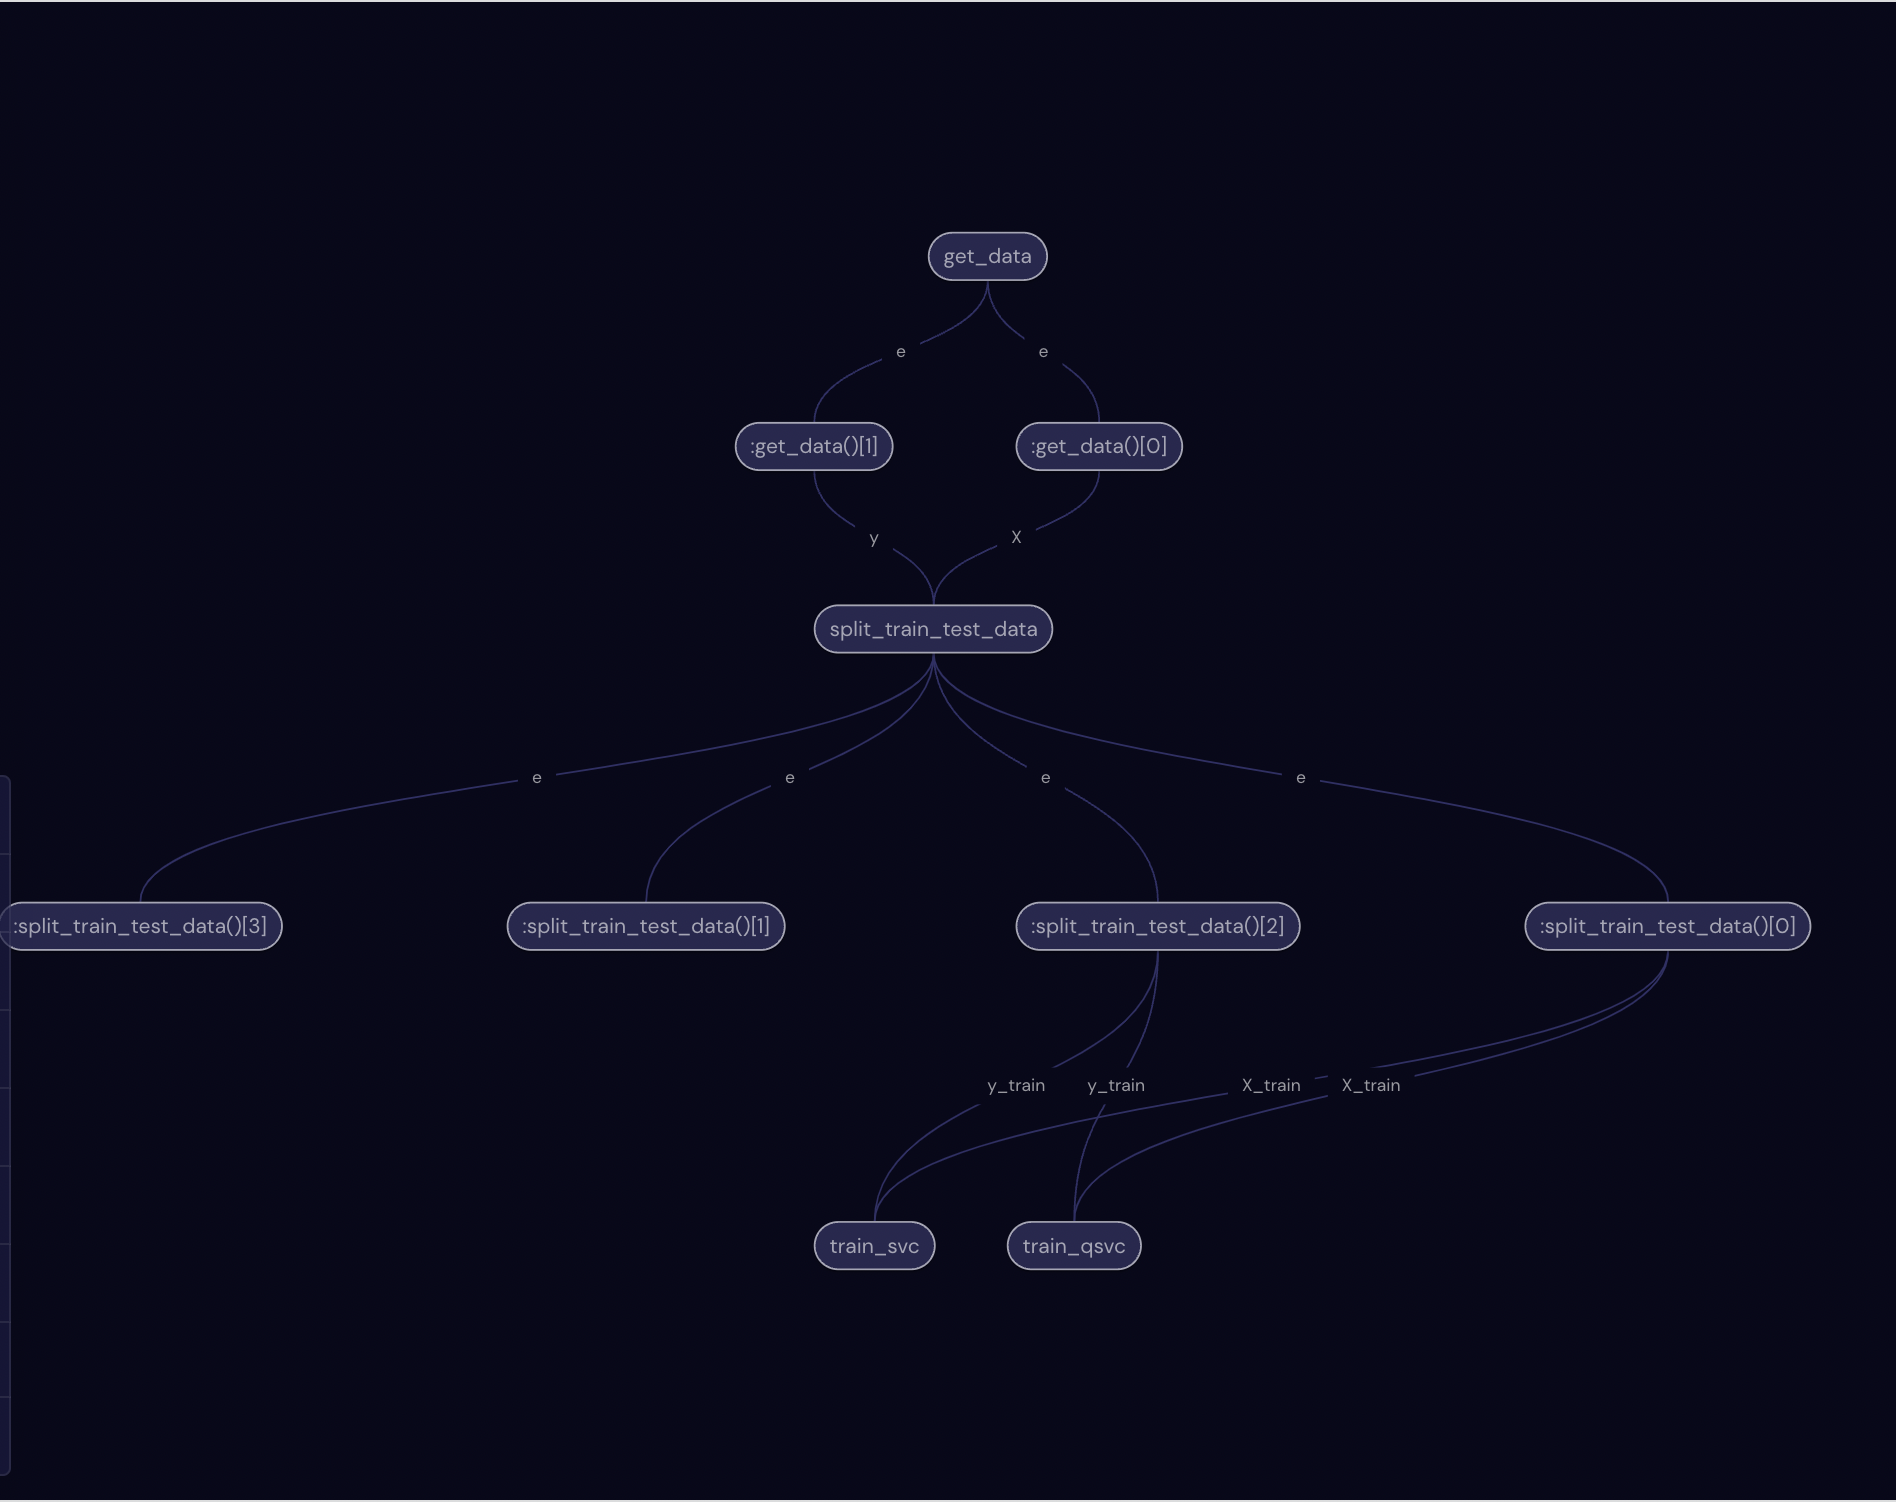 get_data
e
e
:get_data()[1]
:get_data()[0]
y
X
split_train_test_data
e
e
e
e
:split_train_test_data()[3]
:split_train_test_data()[1]
:split_train_test_data()[2]
:split_train_test_data()[0]
y_train
y_train
X_train
X_train
train_svc
train_qsvc